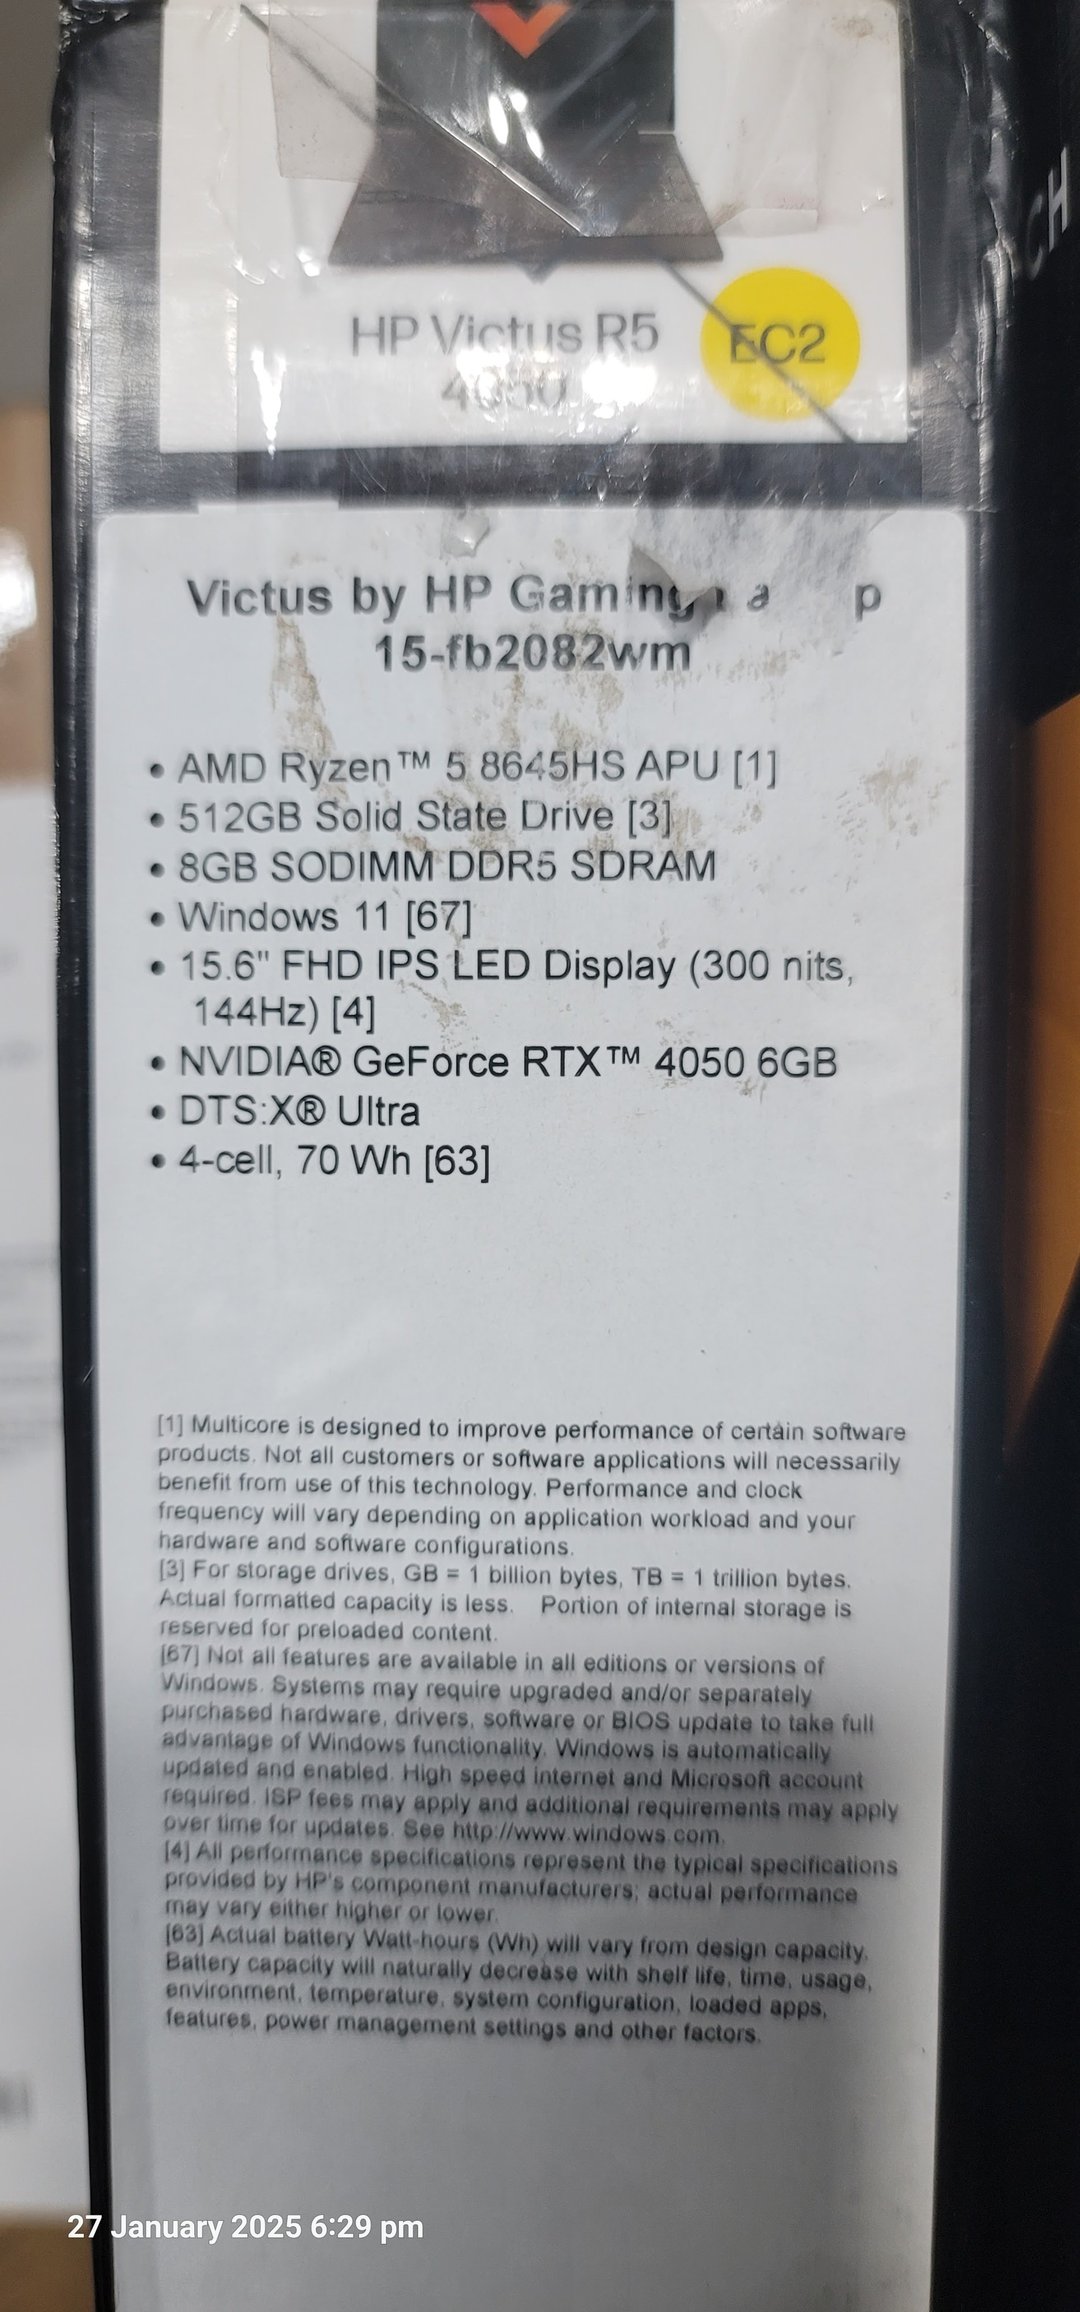 CH
HP Victus R5
4050
EC2
Victus by HP Gaming a p
15-fb2082wm
• AMD Ryzen™ 5 8645HS APU [1]
• 512GB Solid State Drive [3]
• 8GB SODIMM DDR5 SDRAM
• Windows 11 [67]
• 15.6" FHD IPS LED Display (300 nits,
144Hz) [4]
• NVIDIA® GeForce RTX™ 4050 6GB
• DTS:X® Ultra
• 4-cell, 70 Wh [63]
[1] Multicore is designed to improve performance of certain software
products. Not all customers or software applications will necessarily
benefit from use of this technology. Performance and clock
frequency will vary depending on application workload and your
hardware and software configurations.
[3] For storage drives, GB = 1 billion bytes, TB = 1 trillion bytes.
Actual formatted capacity is less. Portion of internal storage is
reserved for preloaded content.
[67] Not all features are available in all editions or versions of
Windows. Systems may require upgraded and/or separately
purchased hardware, drivers, software or BIOS update to take full
advantage of Windows functionality. Windows is automatically
updated and enabled. High speed internet and Microsoft account
required. ISP fees may apply and additional requirements may apply
over time for updates. See http://www.windows.com.
[4] All performance specifications represent the typical specifications
provided by HP's component manufacturers; actual performance
may vary either higher or lower.
[63] Actual battery Watt-hours (Wh) will vary from design capacity.
Battery capacity will naturally decrease with shelf life, time, usage,
environment, temperature, system configuration, loaded apps,
features, power management settings and other factors.
27 January 2025 6:29 pm